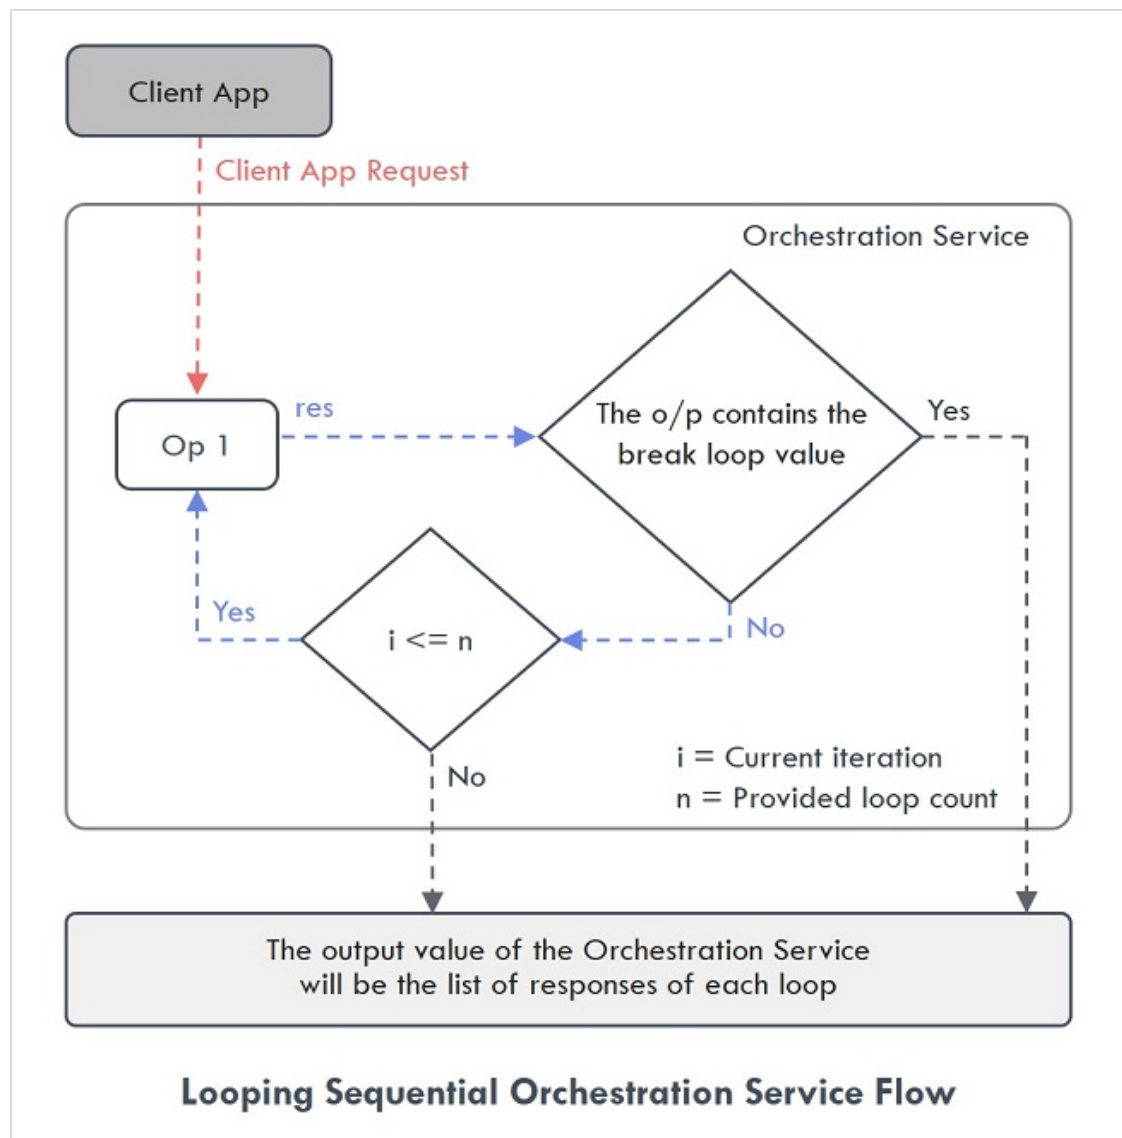 Client App
Client App Request
Orchestration Service
The o/p contains the
break loop value
Yes
res
Op 1
Yes
i <= n
No
No
i = Current iteration
n = Provided loop count
The output value of the Orchestration Service
will be the list of responses of each loop
Looping Sequential Orchestration Service Flow